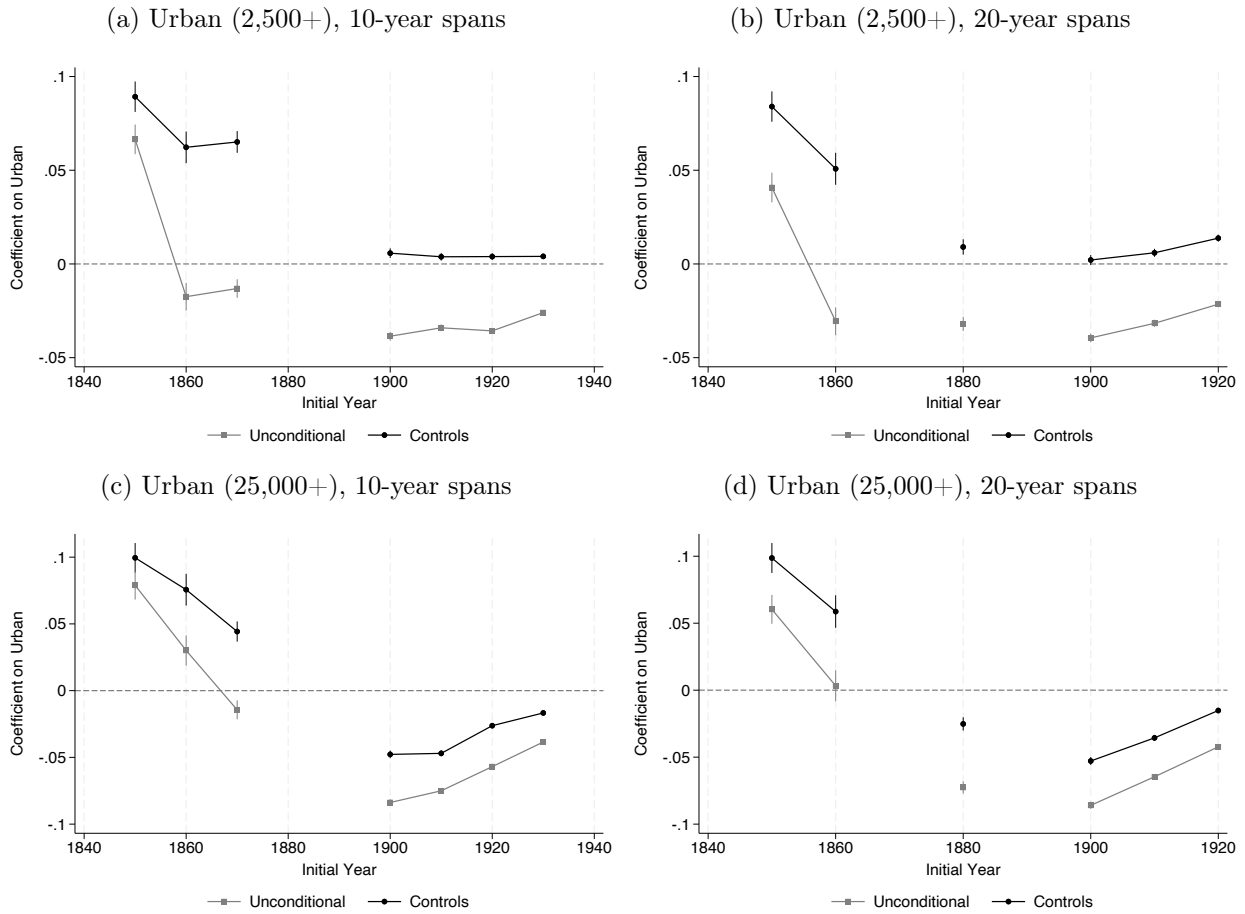 (a) Urban (2,500+), 10-year spans
.1
.05
0
-.05
Coefficient on Urban
1840 1860 1880 1900 1920 1940
Initial Year
Unconditional Controls
(b) Urban (2,500+), 20-year spans
.1
.05
0
-.05
Coefficient on Urban
1840 1860 1880 1900 1920
Initial Year
Unconditional Controls
(c) Urban (25,000+), 10-year spans
.1
.05
0
-.05
-.1
Coefficient on Urban
1840 1860 1880 1900 1920 1940
Initial Year
Unconditional Controls
(d) Urban (25,000+), 20-year spans
.1
.05
0
-.05
-.1
Coefficient on Urban
1840 1860 1880 1900 1920
Initial Year
Unconditional Controls